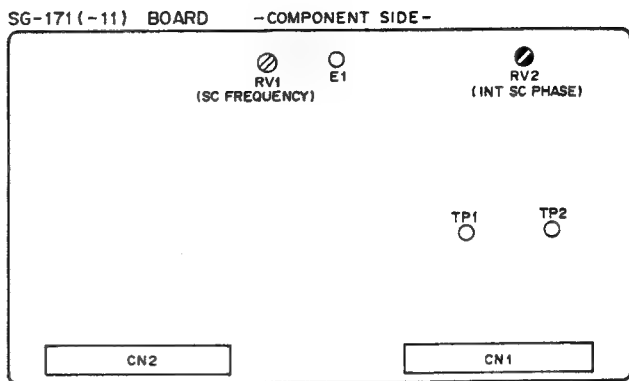 SG-171(-11) BOARD -COMPONENT SIDE-
RV1
(SC FREQUENCY)
E1
RV2
(INT SC PHASE)
TP1
TP2
CN2
CN1